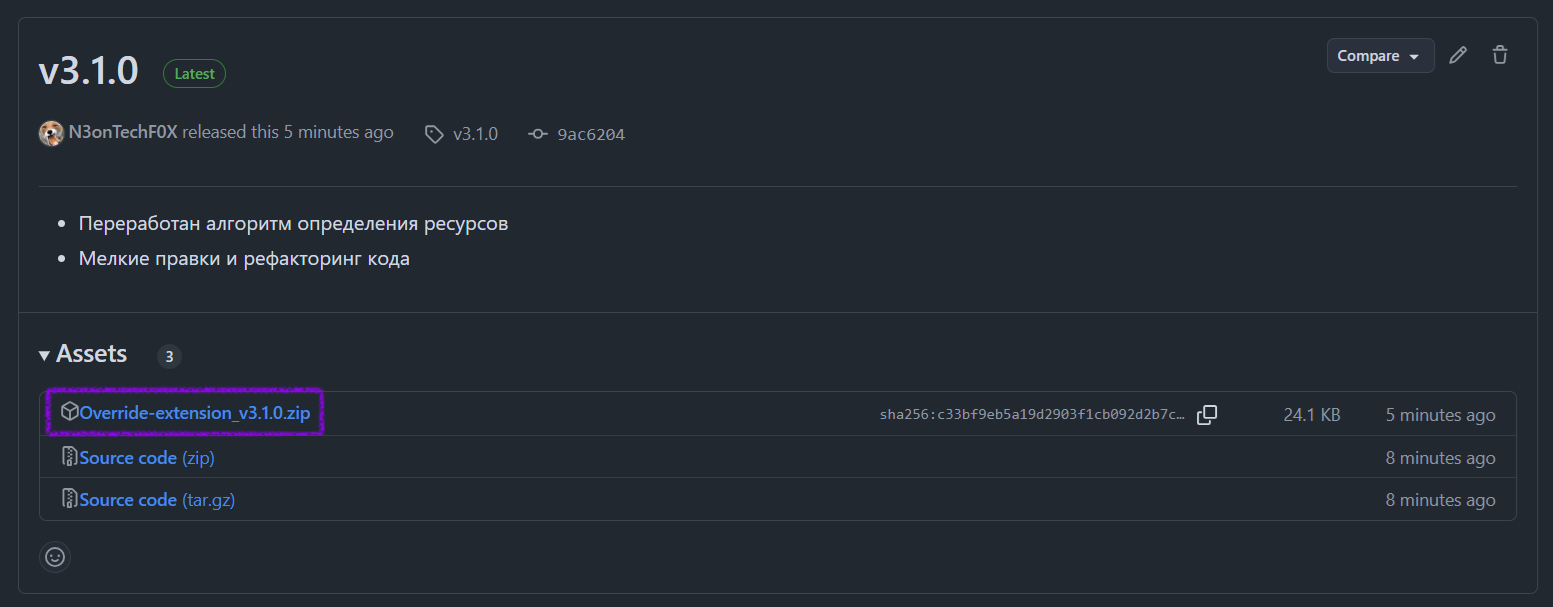 v3.1.0 Latest Compare
N3onTechF0X released this 5 minutes ago v3.1.0 9ac6204
• Переработан алгоритм определения ресурсов
• Мелкие правки и рефакторинг кода
Assets 3
Override-extension_v3.1.0.zip sha256:c33bf9eb5a19d2903f1cb092d2b7c… 24.1 KB 5 minutes ago
Source code (zip) 8 minutes ago
Source code (tar.gz) 8 minutes ago